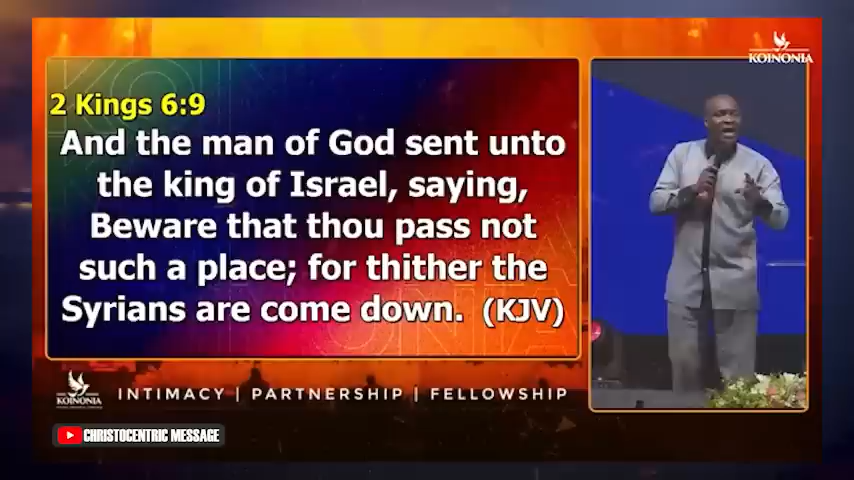 KOINONIA
2 Kings 6:9
And the man of God sent unto
the king of Israel, saying,
Beware that thou pass not
such a place; for thither the
Syrians are come down. (KJV)
KOINONIA
INTIMACY | PARTNERSHIP | FELLOWSHIP
CHRISTOCENTRIC MESSAGE